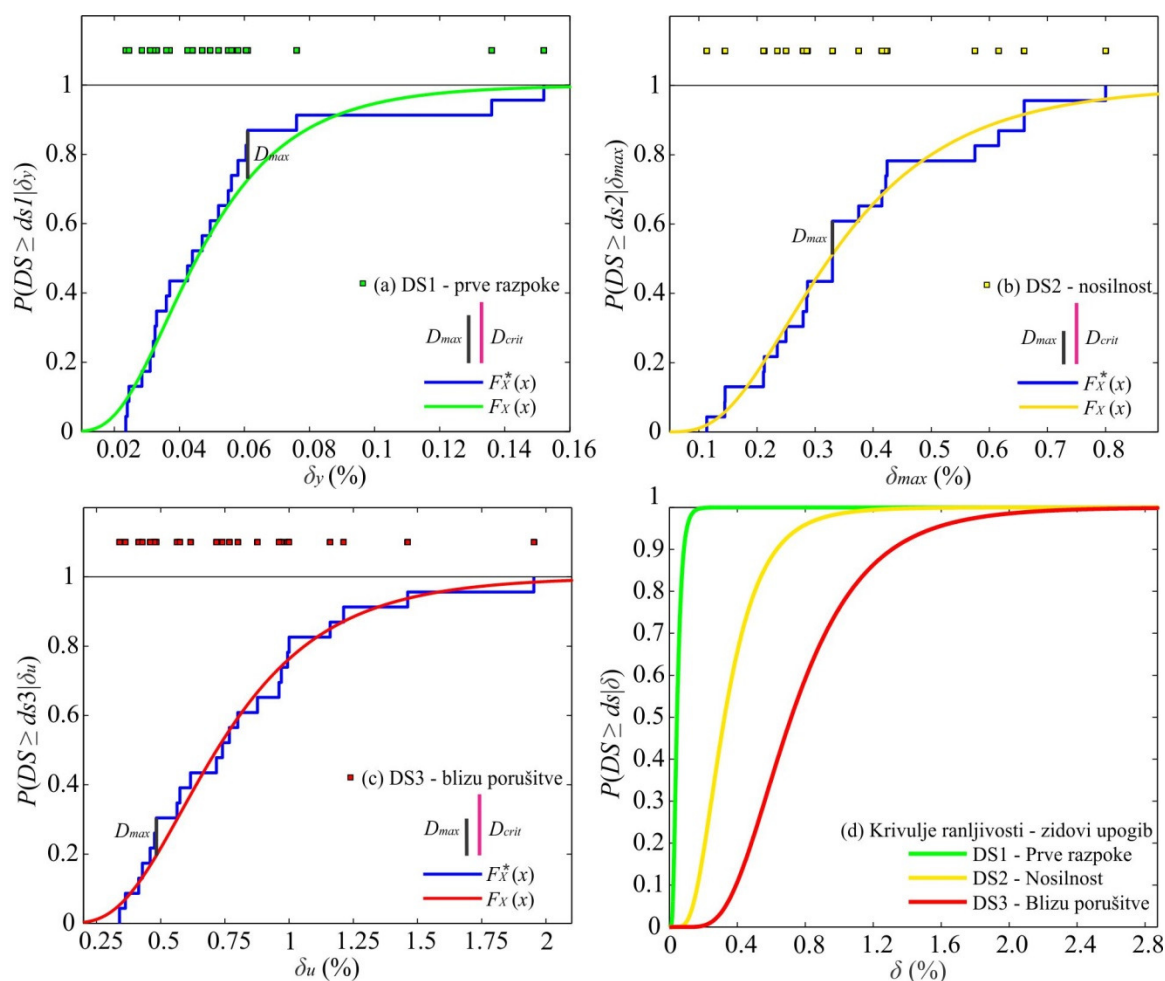 1
0.8
0.6
0.4
0.2
0
P(DS ≥ ds1|δy)
Dmax
(a) DS1 - prve razpoke
Dmax Dcrit
F*X(x)
FX(x)
0.02 0.04 0.06 0.08 0.1 0.12 0.14 0.16
δy (%)
1
0.8
0.6
0.4
0.2
0
P(DS ≥ ds2|δmax)
Dmax
(b) DS2 - nosilnost
Dmax Dcrit
F*X(x)
FX(x)
0.1 0.2 0.3 0.4 0.5 0.6 0.7 0.8
δmax (%)
1
0.8
0.6
0.4
0.2
0
P(DS ≥ ds3|δu)
Dmax
(c) DS3 - blizu porušitve
Dmax Dcrit
F*X(x)
FX(x)
0.25 0.5 0.75 1 1.25 1.5 1.75 2
δu (%)
1
0.9
0.8
0.7
0.6
0.5
0.4
0.3
0.2
0.1
0
P(DS ≥ ds|δ)
(d) Krivulje ranljivosti - zidovi upogib
DS1 - Prve razpoke
DS2 - Nosilnost
DS3 - Blizu porušitve
0 0.4 0.8 1.2 1.6 2.0 2.4 2.8
δ (%)